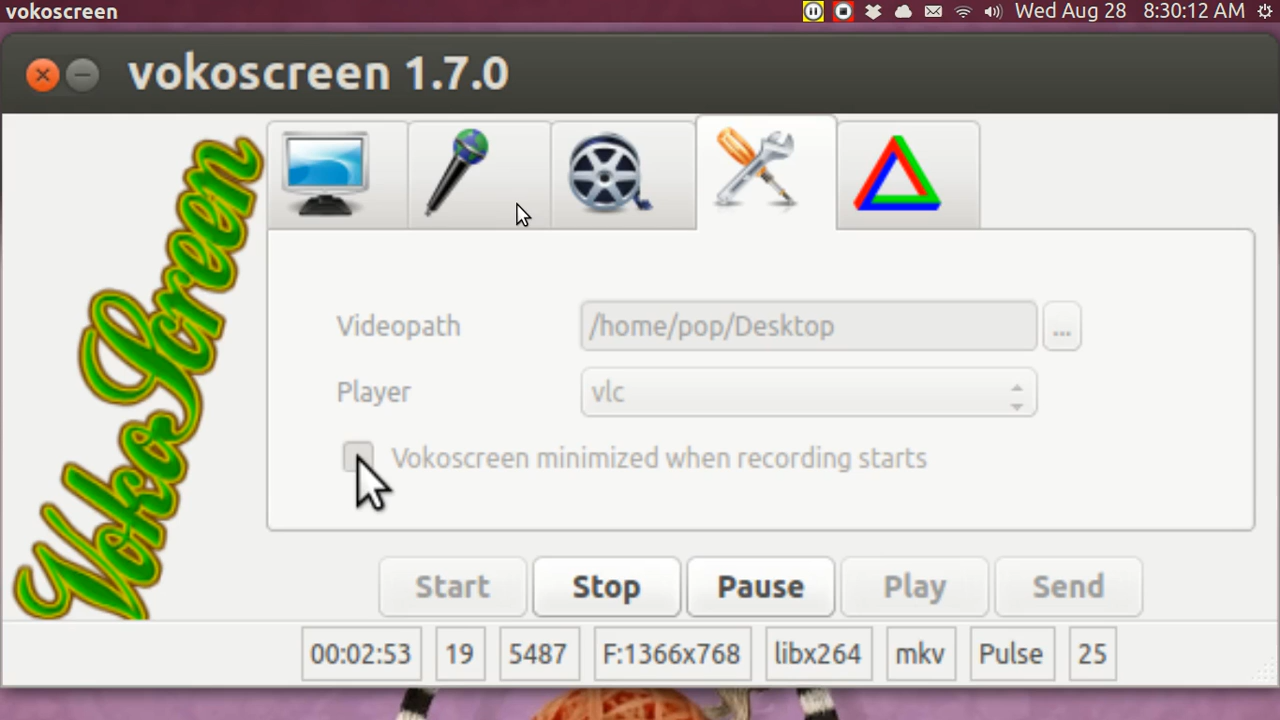 vokoscreen
Wed Aug 28 8:30:12 AM
vokoscreen 1.7.0
VokoScreen
Videopath /home/pop/Desktop ...
Player vlc
Vokoscreen minimized when recording starts
Start Stop Pause Play Send
00:02:53 19 5487 F:1366x768 libx264 mkv Pulse 25